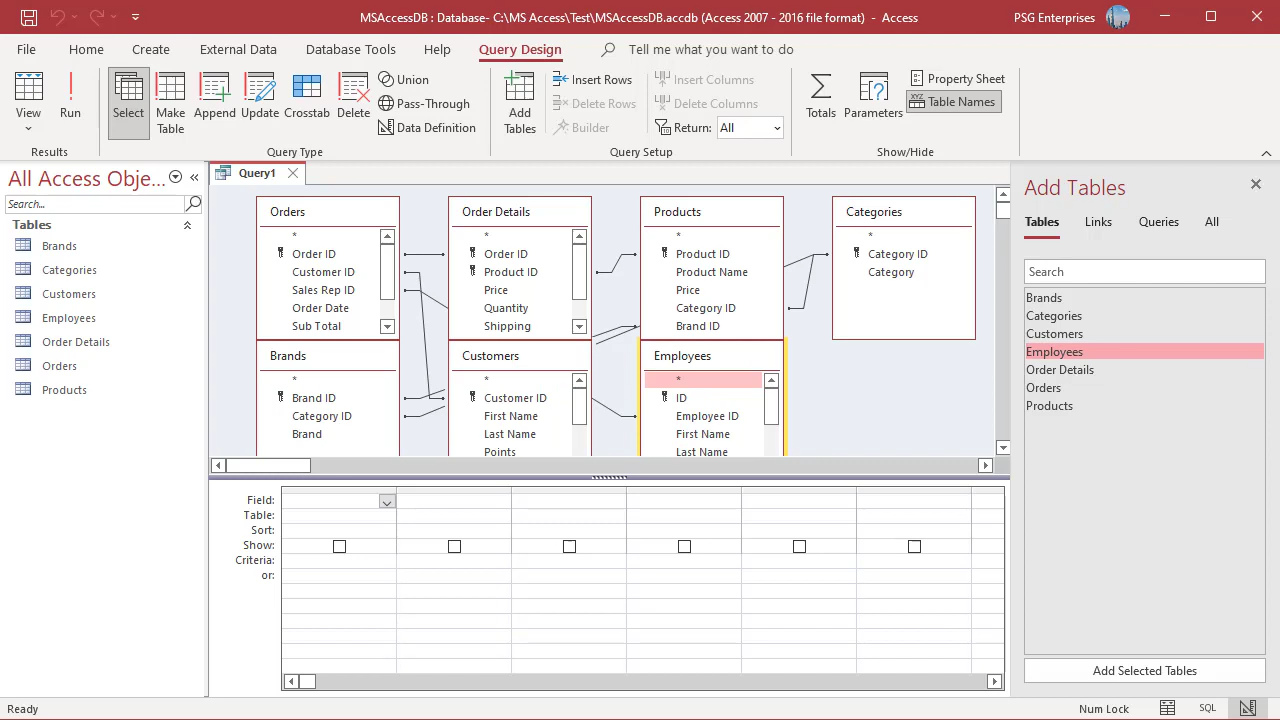 MSAccessDB : Database- C:\MS Access\Test\MSAccessDB.accdb (Access 2007 - 2016 file format) - Access
PSG Enterprises
File
Home
Create
External Data
Database Tools
Help
Query Design
Tell me what you want to do
View
Run
Results
Select
Make Table
Append
Update
Crosstab
Delete
Union
Pass-Through
Data Definition
Query Type
Add Tables
Insert Rows
Delete Rows
Builder
Insert Columns
Delete Columns
Return: All
Query Setup
Totals
Parameters
Property Sheet
XYZ Table Names
Show/Hide
All Access Obje...
Search...
Tables
Brands
Categories
Customers
Employees
Order Details
Orders
Products
Query1
Orders
*
Order ID
Customer ID
Sales Rep ID
Order Date
Sub Total
Order Details
*
Order ID
Product ID
Price
Quantity
Shipping
Products
*
Product ID
Product Name
Price
Category ID
Brand ID
Categories
*
Category ID
Category
Brands
*
Brand ID
Category ID
Brand
Customers
*
Customer ID
First Name
Last Name
Points
Employees
*
ID
Employee ID
First Name
Last Name
Field:
Table:
Sort:
Show:
Criteria:
or:
Add Tables
Tables
Links
Queries
All
Search
Brands
Categories
Customers
Employees
Order Details
Orders
Products
Add Selected Tables
Ready
Num Lock
SQL